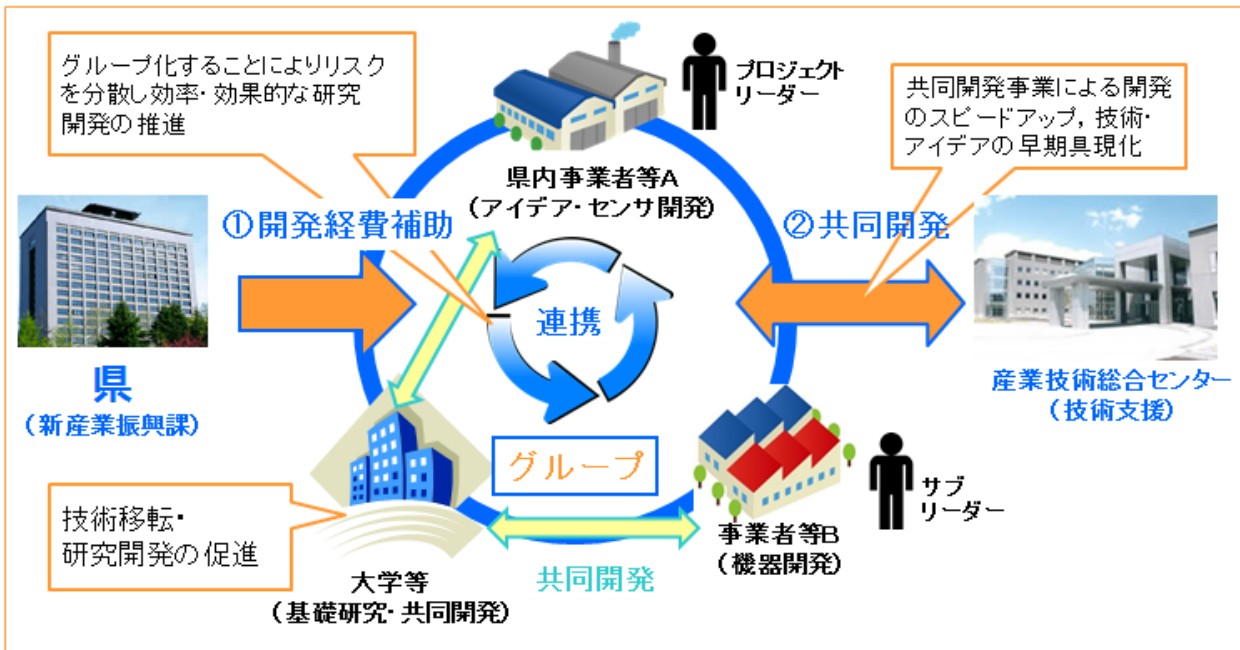 グループ化することによりリスク
を分散し効率・効果的な研究
開発の推進
プロジェクト
リーダー
共同開発事業による開発
のスピードアップ，技術・
アイデアの早期具現化
県内事業者等A
（アイデア・センサ開発）
①開発経費補助
②共同開発
連携
県
（新産業振興課）
産業技術総合センター
（技術支援）
グループ
サブ
リーダー
技術移転・
研究開発の促進
事業者等B
（機器開発）
共同開発
大学等
（基礎研究・共同開発）